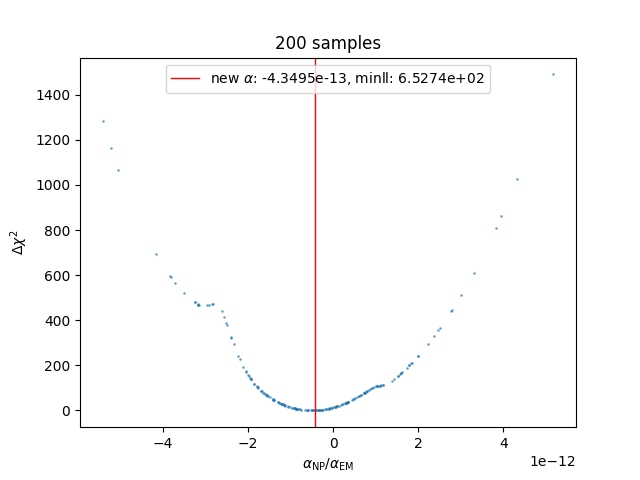 200 samples
new α: -4.3495e-13, minll: 6.5274e+02
Δχ²
1400
1200
1000
800
600
400
200
0
−4 −2 0 2 4
1e−12
α_NP/α_EM